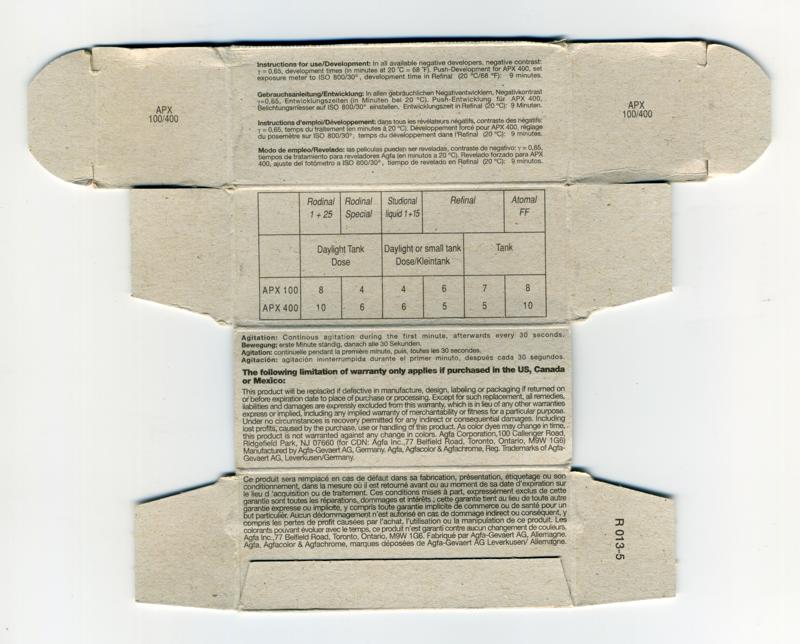 Instructions for use/Development: In all available negative developers, negative contrast:
γ = 0,65, development times (in minutes at 20 °C = 68 °F). Push-Development for APX 400, set
exposure meter to ISO 800/30°, development time in Refinal (20 °C/68 °F): 9 minutes.
Gebrauchsanleitung/Entwicklung: In allen gebräuchlichen Negativentwicklern, Negativkontrast
γ=0,65, Entwicklungszeiten (in Minuten bei 20 °C). Push-Entwicklung für APX 400,
Belichtungsmesser auf ISO 800/30° einstellen, Entwicklungszeit in Refinal (20 °C): 9 Minuten.
Instructions d'emploi/Développement: dans tous les révélateurs négatifs, contraste des négatifs:
γ = 0,65, temps du traitement (en minutes à 20 °C). Développement forcé pour APX 400, réglage
du posemètre sur ISO 800/30°, temps du développement dans l'Refinal (20 °C): 9 minutes.
Modo de empleo/Revelado: las películas pueden ser reveladas, contraste de negativo: γ = 0,65,
tiempos de tratamiento para reveladores Agfa (en minutos a 20 °C). Revelado forzado para APX
400, ajuste del fotómetro a ISO 800/30°, tiempo de revelado en Refinal (20 °C): 9 minutos.
APX
100/400
APX
100/400
Rodinal Rodinal Studional Refinal Atomal
1 + 25 Special liquid 1+15 FF
Daylight Tank Daylight or small tank Tank
Dose Dose/Kleintank
APX 100 8 4 4 6 7 8
APX 400 10 6 6 5 5 10
Agitation: Continous agitation during the first minute, afterwards every 30 seconds.
Bewegung: erste Minute ständig, danach alle 30 Sekunden.
Agitation: continuelle pendant la première minute, puis, toutes les 30 secondes.
Agitación: agitación ininterrumpida durante el primer minuto, después cada 30 segundos.
The following limitation of warranty only applies if purchased in the US, Canada
or Mexico:
This product will be replaced if defective in manufacture, design, labeling or packaging if returned on
or before expiration date to place of purchase or processing. Except for such replacement, all remedies,
liabilities and damages are expressly excluded from this warranty, which is in lieu of any other warranties
express or implied, including any implied warranty of merchantability or fitness for a particular purpose.
Under no circumstances is recovery permitted for any indirect or consequential damages. Including
lost profits, caused by the purchase, use or handling of this product. As color dyes may change in time,
this product is not warranted against any change in colors. Agfa Corporation, 100 Challenger Road,
Ridgefield Park, NJ 07660 (for CDN: Agfa Inc.,77 Belfield Road, Toronto, Ontario, M9W 1G6)
Manufactured by Agfa-Gevaert AG, Germany. Agfa, Agfacolor & Agfachrome, Reg. Trademarks of Agfa-
Gevaert AG, Leverkusen/Germany.
Ce produit sera remplacé en cas de défaut dans sa fabrication, présentation, étiquetage ou son
conditionnement, dans la mesure où il est retourné avant ou au moment de sa date d'expiration sur
le lieu d 'acquisition ou de traitement. Ces conditions mises à part, expressément exclus de cette
garantie sont toutes les réparations, dommages et intérêts ; cette garantie tient au lieu de toute autre
garantie expresse ou implicite, y compris toute garantie implicite de commerce ou de santé pour un
but particulier. Aucun dédommagement n'est autorisé en cas de dommage indirect ou conséquent, y
compris les pertes de profit causées par l'achat, l'utilisation ou la manipulation de ce produit. Les
colorants pouvant évoluer avec le temps, ce produit n'est garanti contre aucun changement de couleurs.
Agfa Inc.,77 Belfield Road, Toronto, Ontario, M9W 1G6. Fabriqué par Agfa-Gevaert AG, Allemagne.
Agfa, Agfacolor & Agfachrome, marques déposées de Agfa-Gevaert AG Leverkusen/ Allemagne.
R 013-5